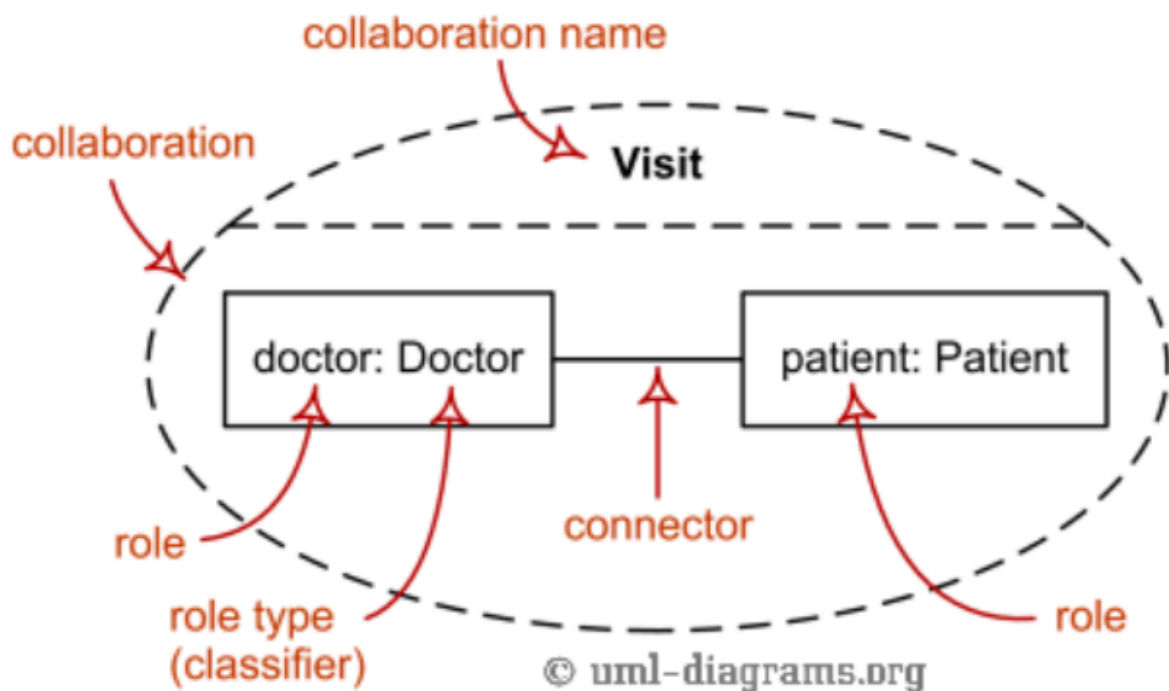 collaboration name
collaboration
Visit
doctor: Doctor
patient: Patient
connector
role
role type
(classifier)
role
© uml-diagrams.org